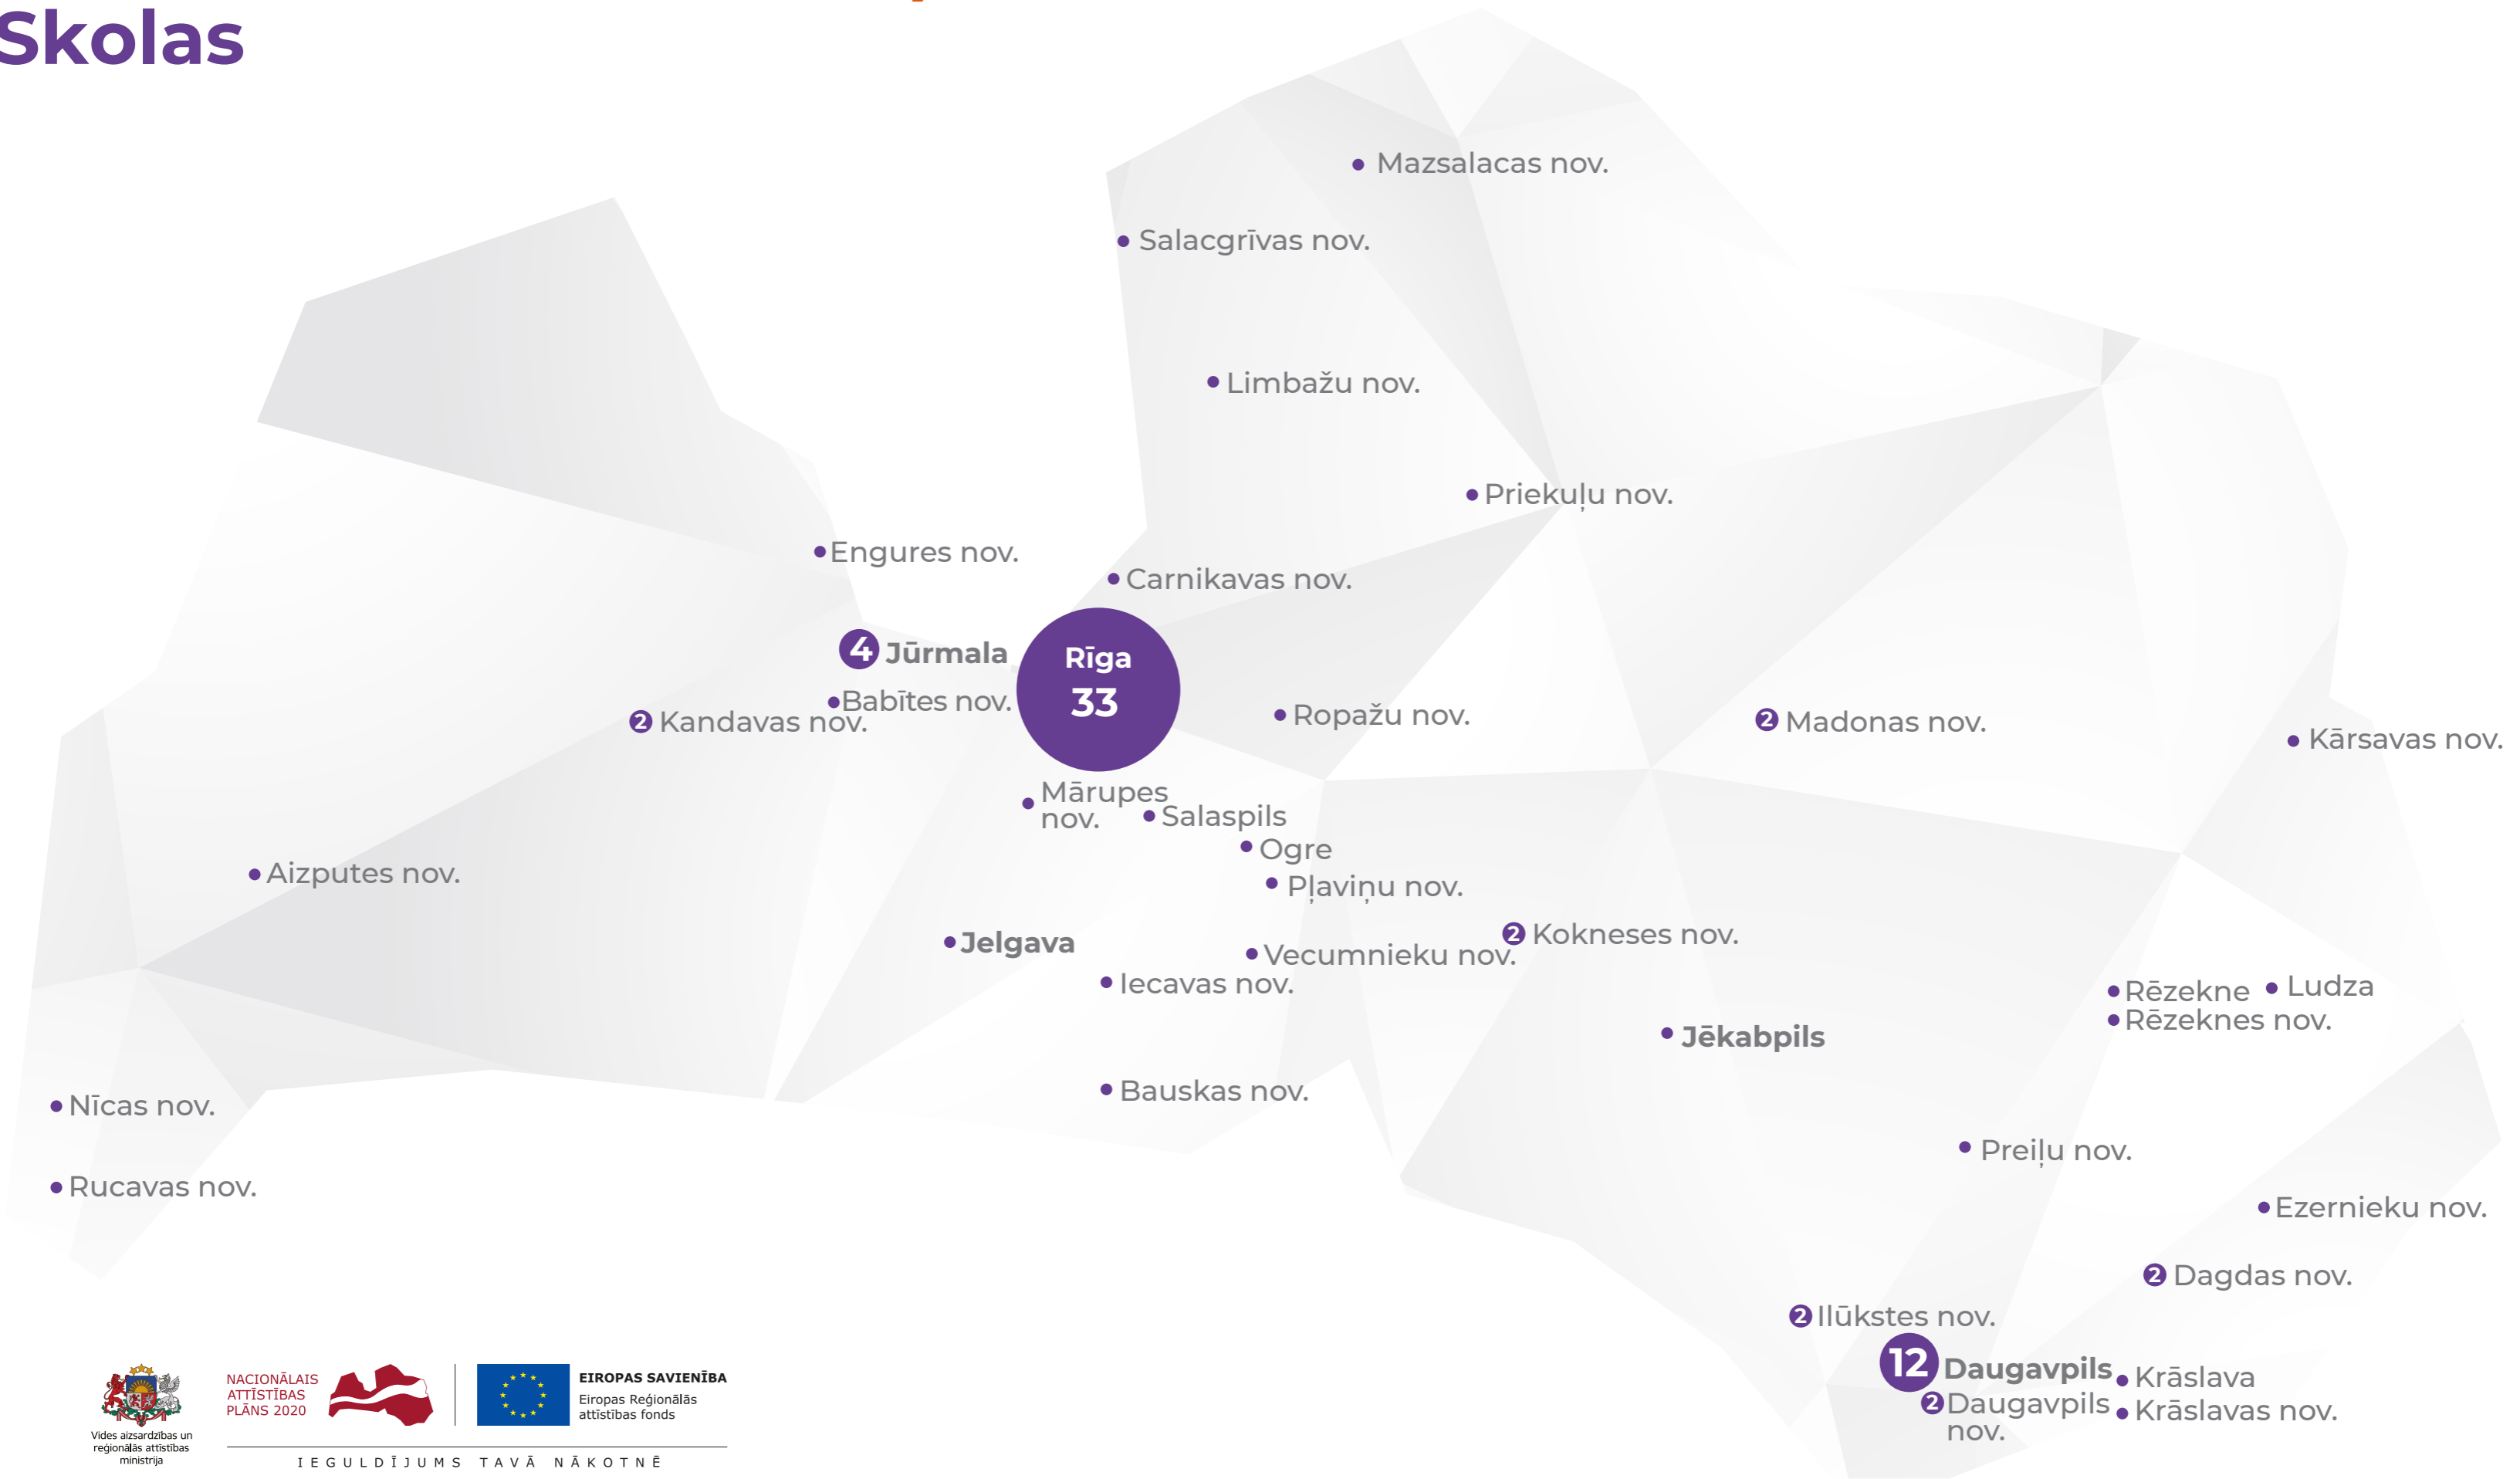 Skolas
Mazsalacas nov.
Salacgrīvas nov.
Limbažu nov.
Priekuļu nov.
Engures nov.
Carnikavas nov.
4 Jūrmala
Rīga
33
Babītes nov.
2 Kandavas nov.
Ropažu nov.
2 Madonas nov.
Kārsavas nov.
Mārupes
nov.
Salaspils
Ogre
Aizputes nov.
Pļaviņu nov.
Jelgava
2 Kokneses nov.
Vecumnieku nov.
Iecavas nov.
Rēzekne
Ludza
Rēzeknes nov.
Jēkabpils
Bauskas nov.
Nīcas nov.
Preiļu nov.
Rucavas nov.
Ezernieku nov.
2 Dagdas nov.
2 Ilūkstes nov.
12 Daugavpils
Krāslava
2 Daugavpils
nov.
Krāslavas nov.
Vides aizsardzības un
reģionālās attīstības
ministrija
NACIONĀLAIS
ATTĪSTĪBAS
PLĀNS 2020
EIROPAS SAVIENĪBA
Eiropas Reģionālās
attīstības fonds
IEGULDĪJUMS TAVĀ NĀKOTNĒ